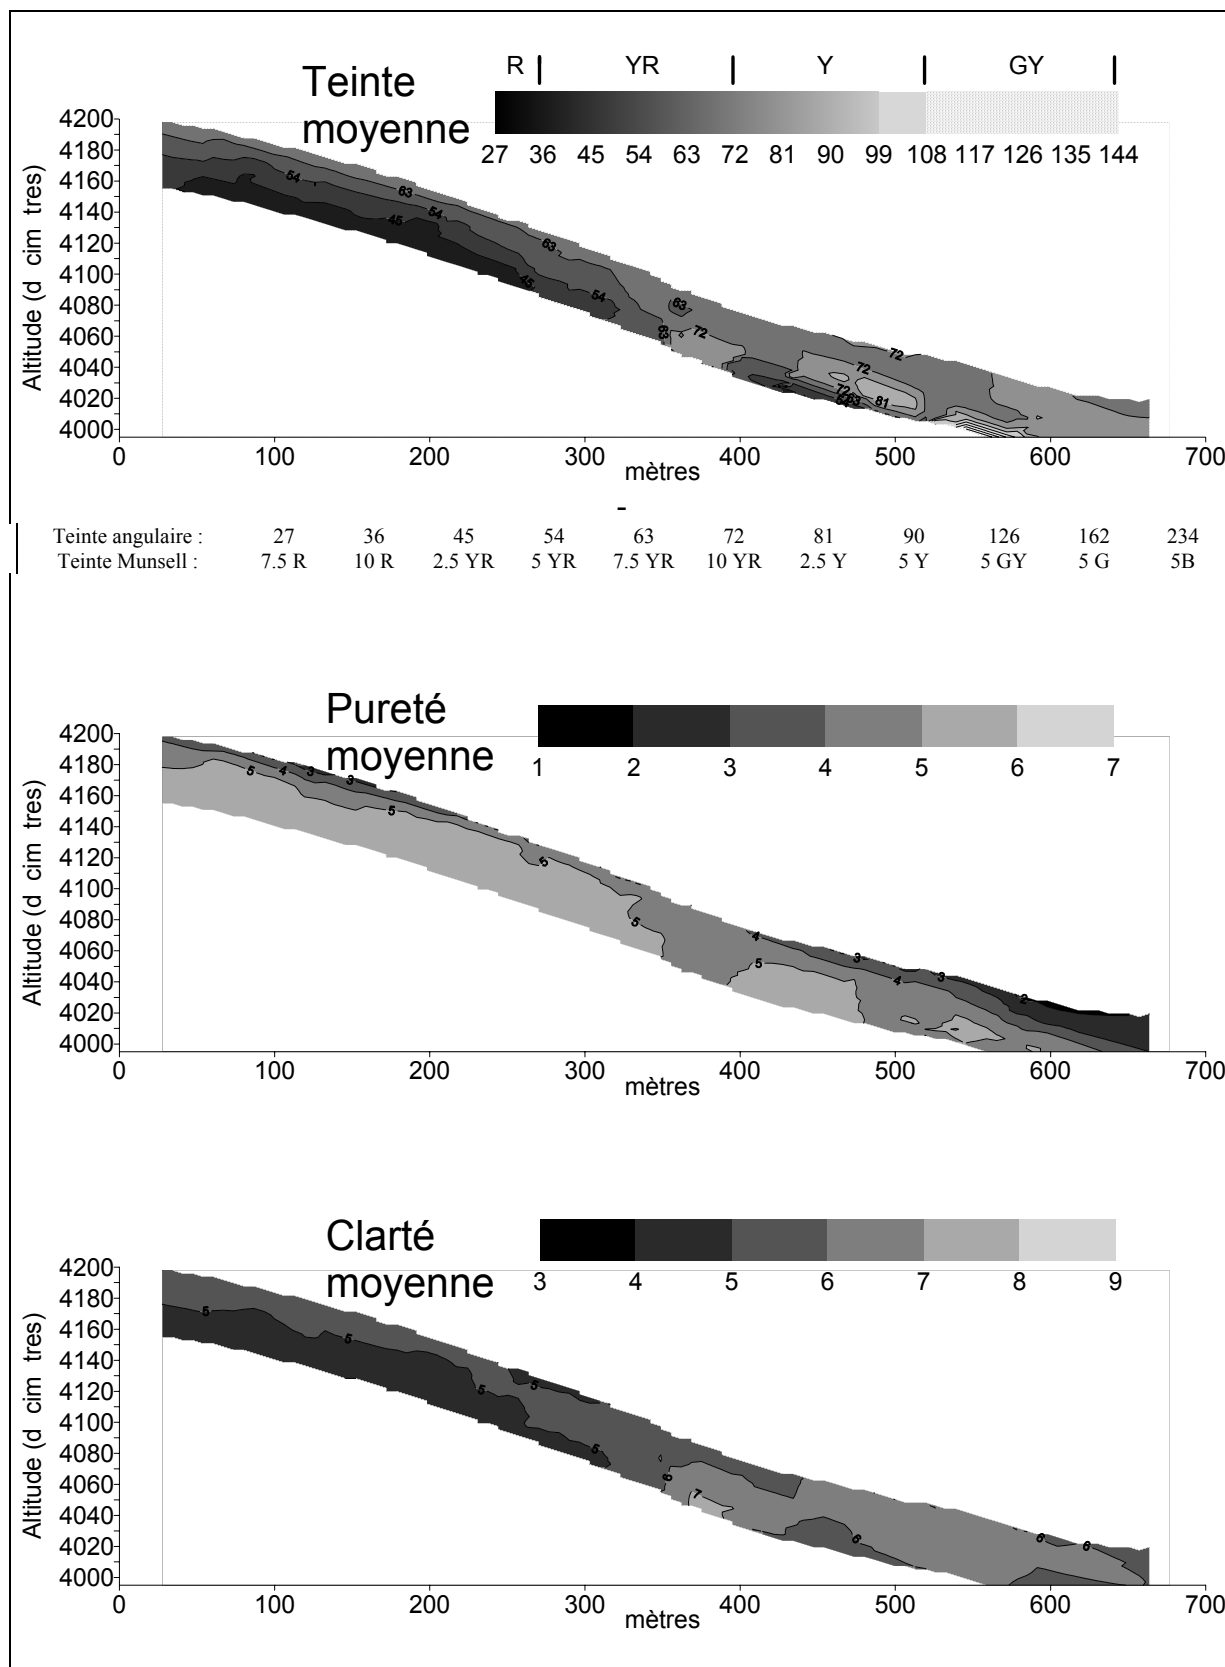 R YR Y GY
Teinte
moyenne
27 36 45 54 63 72 81 90 99 108 117 126 135 144
4200
4180
4160
4140
4120
4100
4080
4060
4040
4020
4000
Altitude (d cim tres)
54 63 54 45 63 45 54 63 63 72 72 72 72 63 54 81
0 100 200 300 400 500 600 700
mètres
-
Teinte angulaire : 27 36 45 54 63 72 81 90 126 162 234
Teinte Munsell : 7.5 R 10 R 2.5 YR 5 YR 7.5 YR 10 YR 2.5 Y 5 Y 5 GY 5 G 5B
Pureté
moyenne
1 2 3 4 5 6 7
4200
4180
4160
4140
4120
4100
4080
4060
4040
4020
4000
Altitude (d cim tres)
5 4 3 3 5 5 5 4 5 3 4 3 2
0 100 200 300 400 500 600 700
mètres
Clarté
moyenne
3 4 5 6 7 8 9
4200
4180
4160
4140
4120
4100
4080
4060
4040
4020
4000
Altitude (d cim tres)
5 5 5 5 5 6 7 6 6 6
0 100 200 300 400 500 600 700
mètres